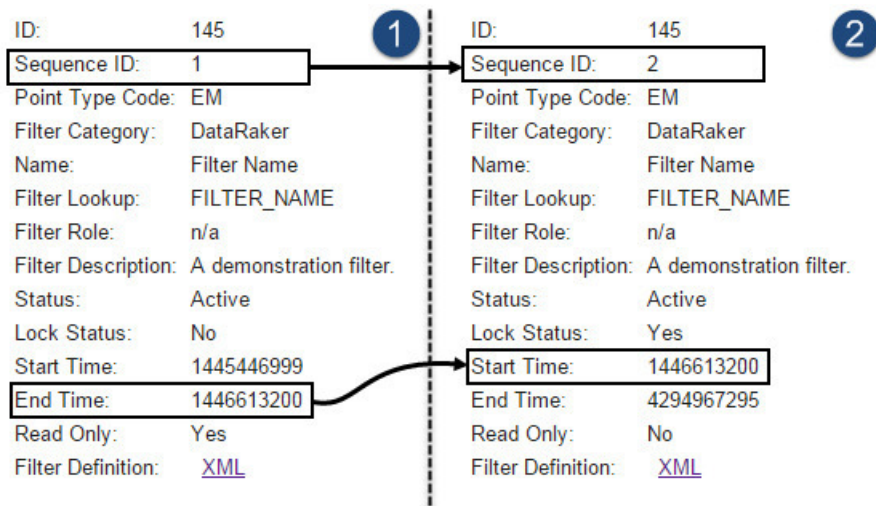 1
ID: 145
Sequence ID: 1
Point Type Code: EM
Filter Category: DataRaker
Name: Filter Name
Filter Lookup: FILTER_NAME
Filter Role: n/a
Filter Description: A demonstration filter.
Status: Active
Lock Status: No
Start Time: 1445446999
End Time: 1446613200
Read Only: Yes
Filter Definition: XML
2
ID: 145
Sequence ID: 2
Point Type Code: EM
Filter Category: DataRaker
Name: Filter Name
Filter Lookup: FILTER_NAME
Filter Role: n/a
Filter Description: A demonstration filter.
Status: Active
Lock Status: Yes
Start Time: 1446613200
End Time: 4294967295
Read Only: No
Filter Definition: XML